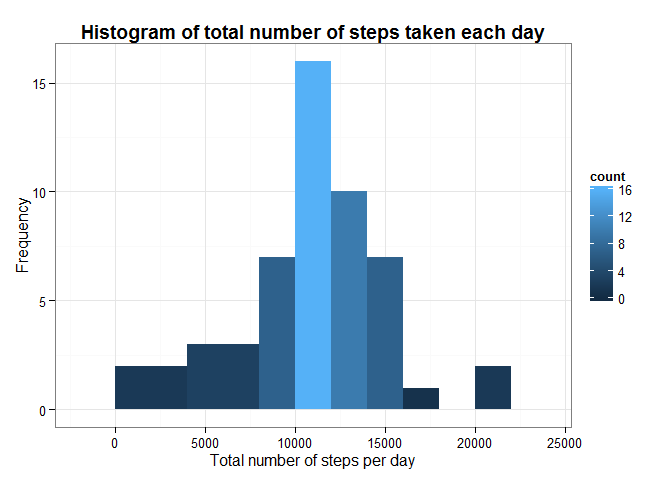 Histogram of total number of steps taken each day
15
10
5
0
Frequency
0 5000 10000 15000 20000 25000
Total number of steps per day
count
16
12
8
4
0